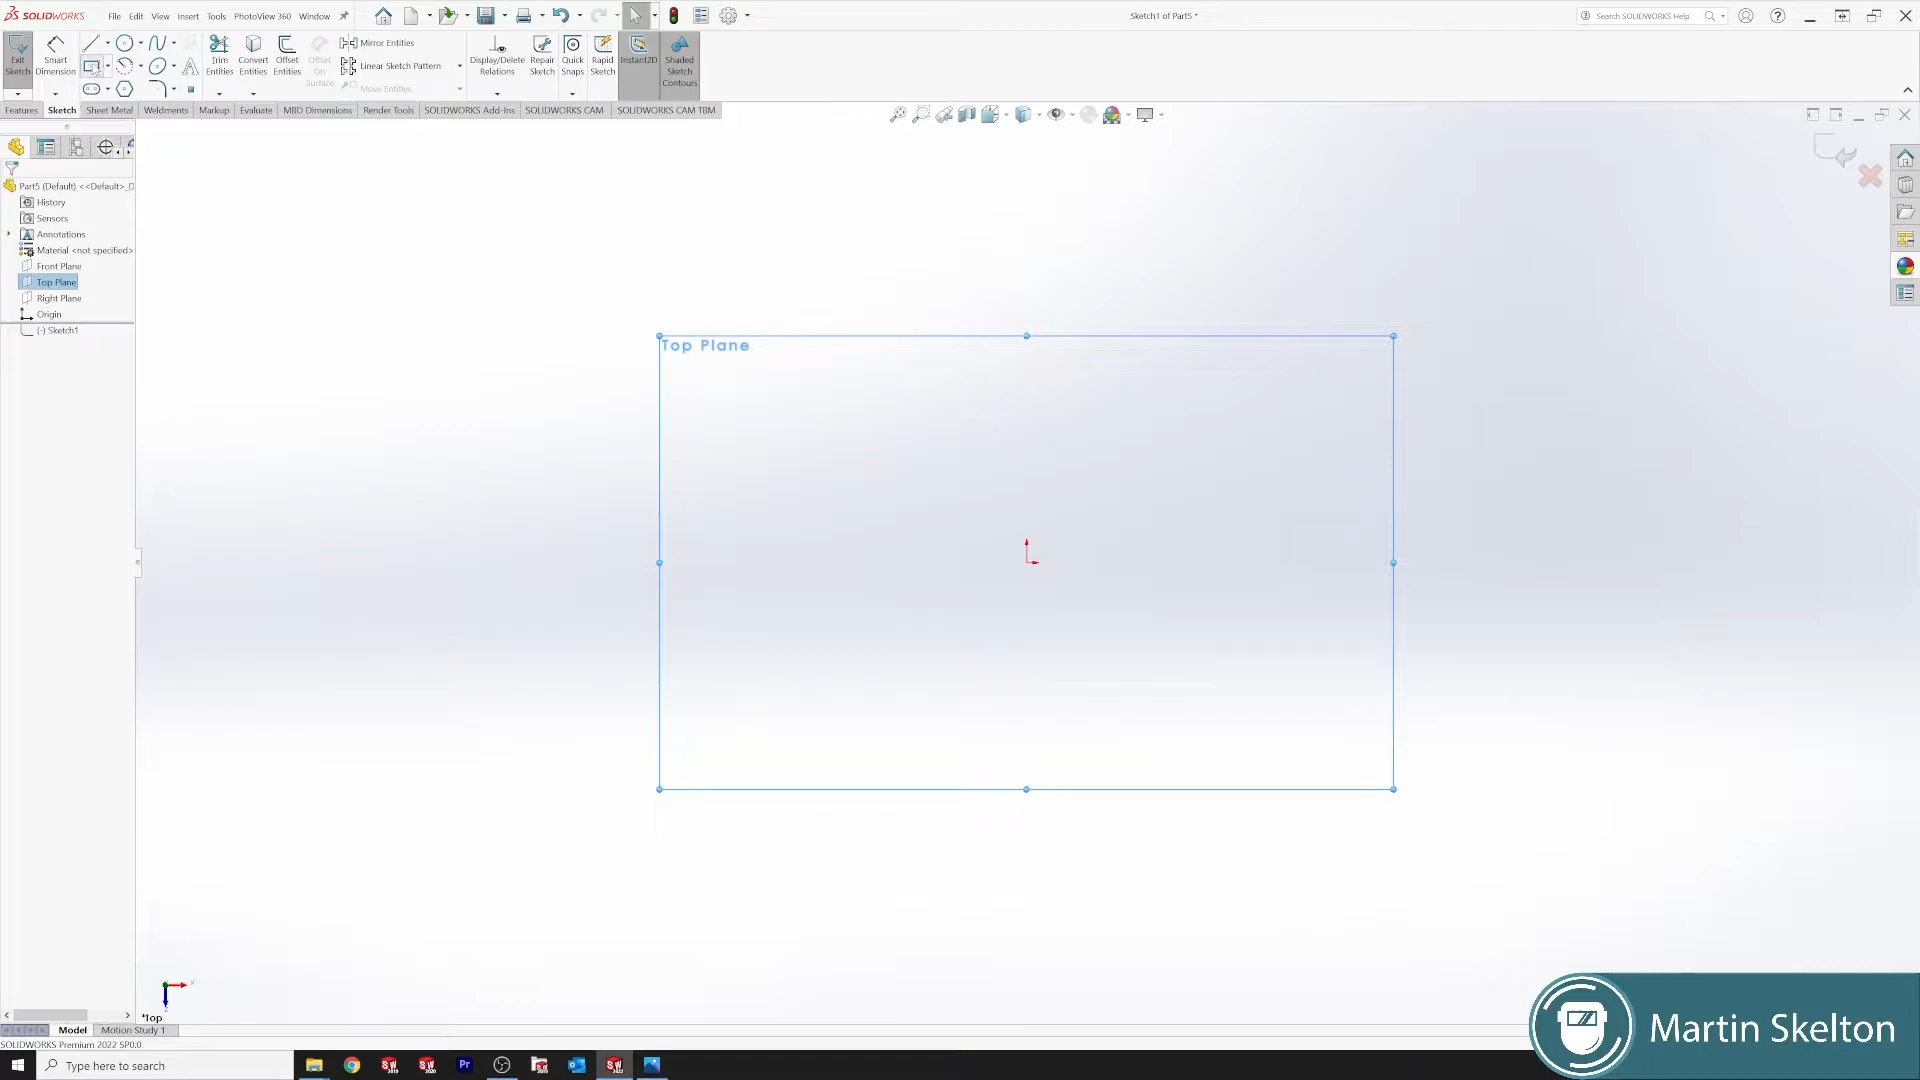 SOLIDWORKS File Edit View Insert Tools PhotoView 360 Window
Sketch1 of Part5 *
Search SOLIDWORKS Help
Exit Sketch
Smart Dimension
Trim Entities
Convert Entities
Offset Entities
Offset On Surface
Mirror Entities
Linear Sketch Pattern
Move Entities
Display/Delete Relations
Repair Sketch
Quick Snaps
Rapid Sketch
Instant2D
Shaded Sketch Contours
Features Sketch Sheet Metal Weldments Markup Evaluate MBD Dimensions Render Tools SOLIDWORKS Add-Ins SOLIDWORKS CAM SOLIDWORKS CAM TBM
Part5 (Default) <<Default>_D
History
Sensors
Annotations
Material <not specified>
Front Plane
Top Plane
Right Plane
Origin
(-) Sketch1
Top Plane
*Top
Model Motion Study 1
SOLIDWORKS Premium 2022 SP0.0
Type here to search
Martin Skelton